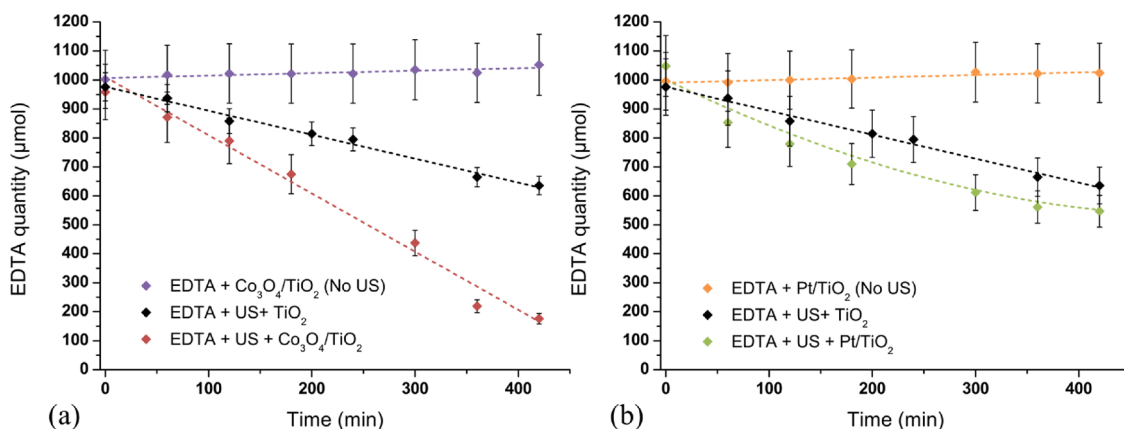 1200
1100
1000
900
800
700
600
500
400
300
200
100
0
EDTA quantity (µmol)
EDTA + Co₃O₄/TiO₂ (No US)
EDTA + US+ TiO₂
EDTA + US + Co₃O₄/TiO₂
0 100 200 300 400
Time (min)
(a)
1200
1100
1000
900
800
700
600
500
400
300
200
100
0
EDTA quantity (µmol)
EDTA + Pt/TiO₂ (No US)
EDTA + US+ TiO₂
EDTA + US + Pt/TiO₂
0 100 200 300 400
Time (min)
(b)